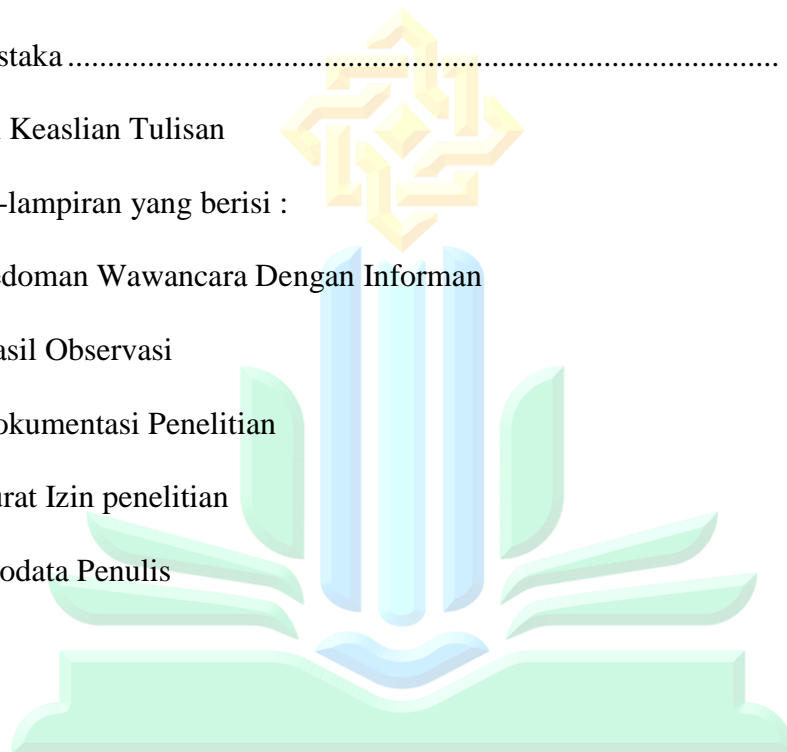 staka.........................................................................................
Keaslian Tulisan
-lampiran yang berisi :
edoman Wawancara Dengan Informan
asil Observasi
okumentasi Penelitian
urat Izin penelitian
odata Penulis